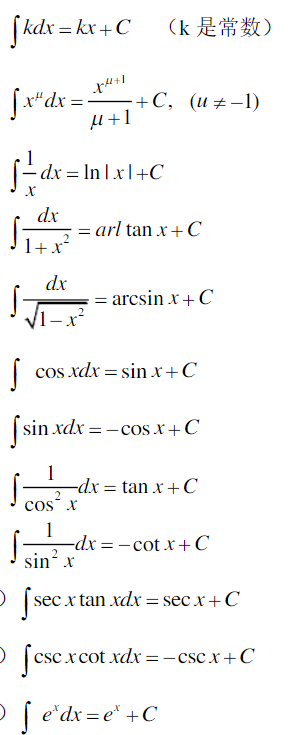 ∫kdx = kx + C （k 是常数）
∫x^μ dx = x^{μ+1}/(μ+1) + C, (u ≠ −1)
∫1/x dx = ln | x | +C
∫dx/(1+x²) = arl tan x + C
∫dx/√(1−x²) = arcsin x + C
∫ cos xdx = sin x + C
∫sin xdx = −cos x + C
∫1/cos² x dx = tan x + C
∫1/sin² x dx = −cot x + C
) ∫sec x tan xdx = sec x + C
) ∫csc x cot xdx = −csc x + C
) ∫ e^x dx = e^x + C